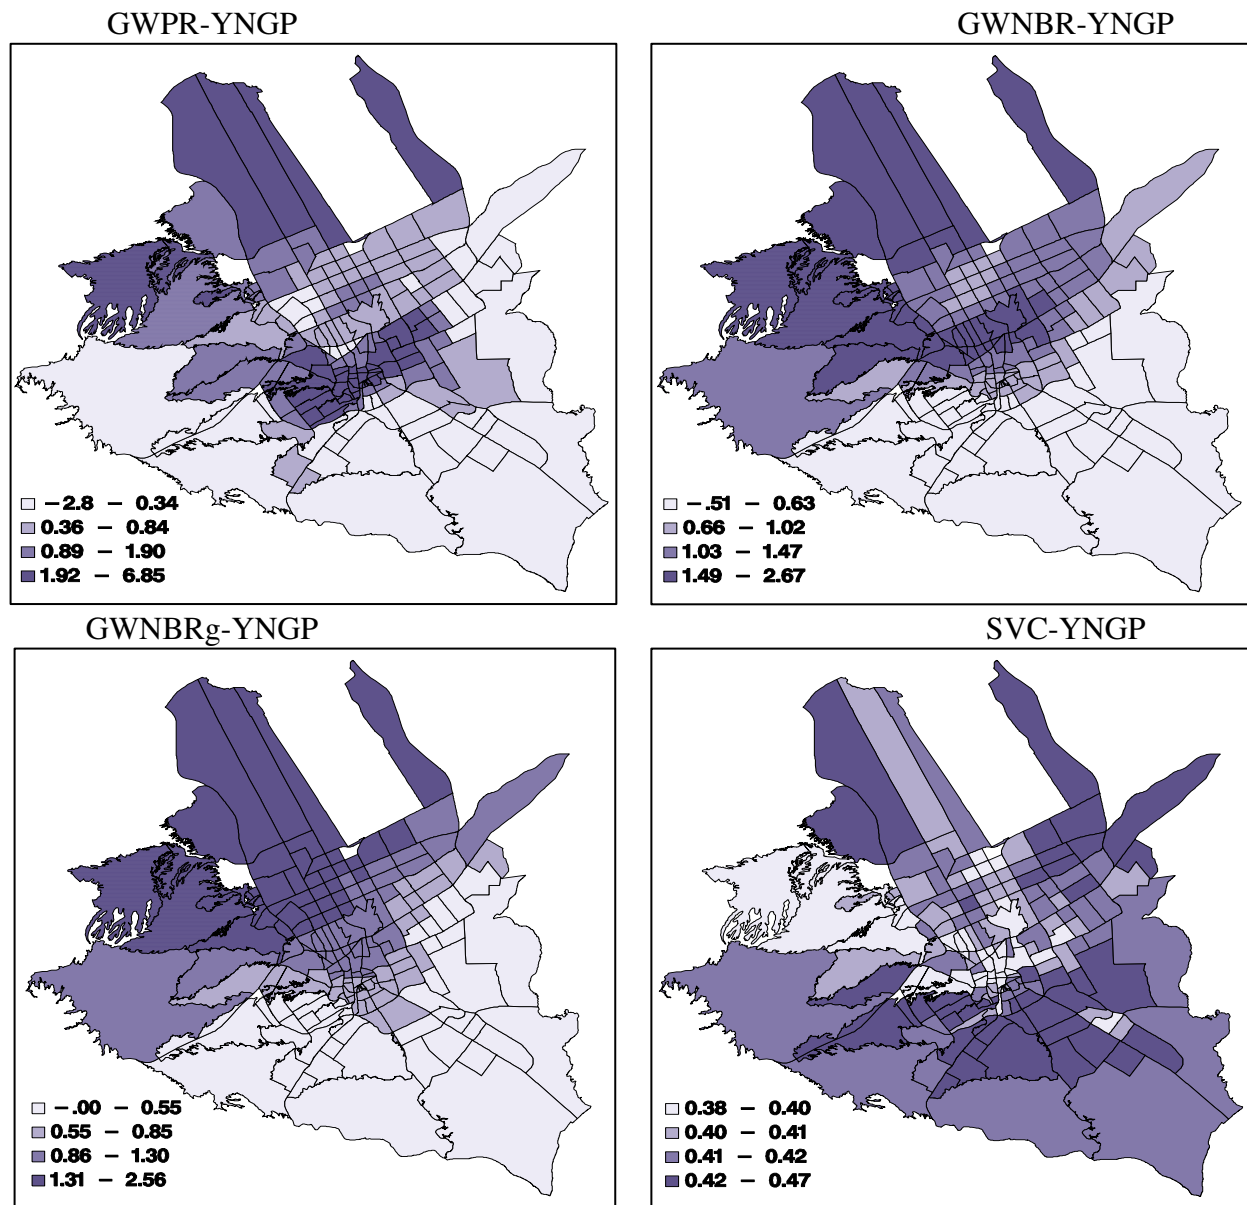 GWPR-YNGP
GWNBR-YNGP
−2.8 − 0.34
0.36 − 0.84
0.89 − 1.90
1.92 − 6.85
−.51 − 0.63
0.66 − 1.02
1.03 − 1.47
1.49 − 2.67
GWNBRg-YNGP
SVC-YNGP
−.00 − 0.55
0.55 − 0.85
0.86 − 1.30
1.31 − 2.56
0.38 − 0.40
0.40 − 0.41
0.41 − 0.42
0.42 − 0.47